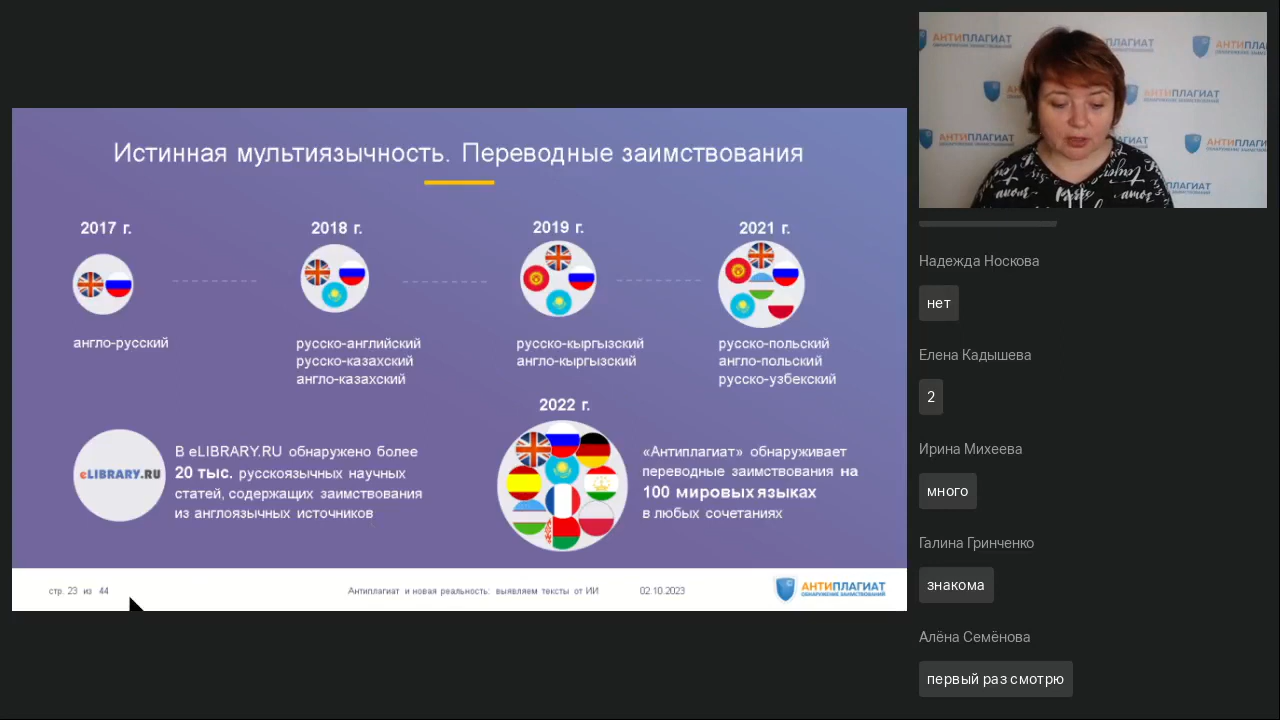 Истинная мультиязычность. Переводные заимствования
2017 г.
2018 г.
2019 г.
2021 г.
англо-русский
русско-английский
русско-казахский
англо-казахский
русско-кыргызский
англо-кыргызский
русско-польский
англо-польский
русско-узбекский
2022 г.
eLIBRARY.RU
В eLIBRARY.RU обнаружено более
20 тыс. русскоязычных научных
статей, содержащих заимствования
из англоязычных источников
«Антиплагиат» обнаруживает
переводные заимствования на
100 мировых языках
в любых сочетаниях
стр. 23 из 44
Антиплагиат и новая реальность: выявляем тексты от ИИ
02.10.2023
АНТИПЛАГИАТ
ОБНАРУЖЕНИЕ ЗАИМСТВОВАНИЙ
АНТИПЛАГИАТ
Надежда Носкова
нет
Елена Кадышева
2
Ирина Михеева
много
Галина Гринченко
знакома
Алёна Семёнова
первый раз смотрю